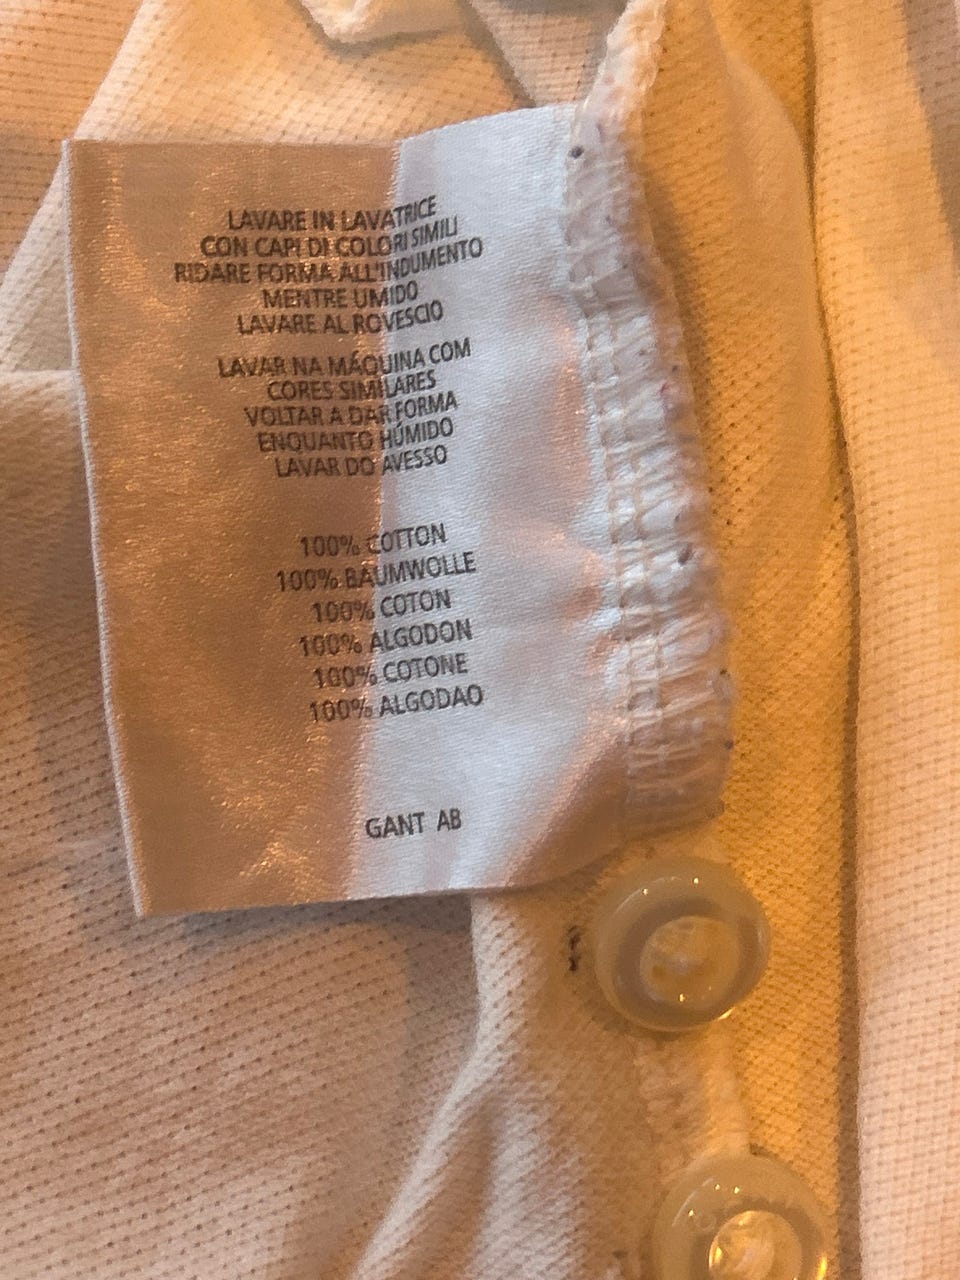 LAVARE IN LAVATRICE
CON CAPI DI COLORI SIMILI
RIDARE FORMA ALL'INDUMENTO
MENTRE UMIDO
LAVARE AL ROVESCIO
LAVAR NA MÁQUINA COM
CORES SIMILARES
VOLTAR A DAR FORMA
ENQUANTO HÚMIDO
LAVAR DO AVESSO
100% COTTON
100% BAUMWOLLE
100% COTON
100% ALGODON
100% COTONE
100% ALGODAO
GANT AB